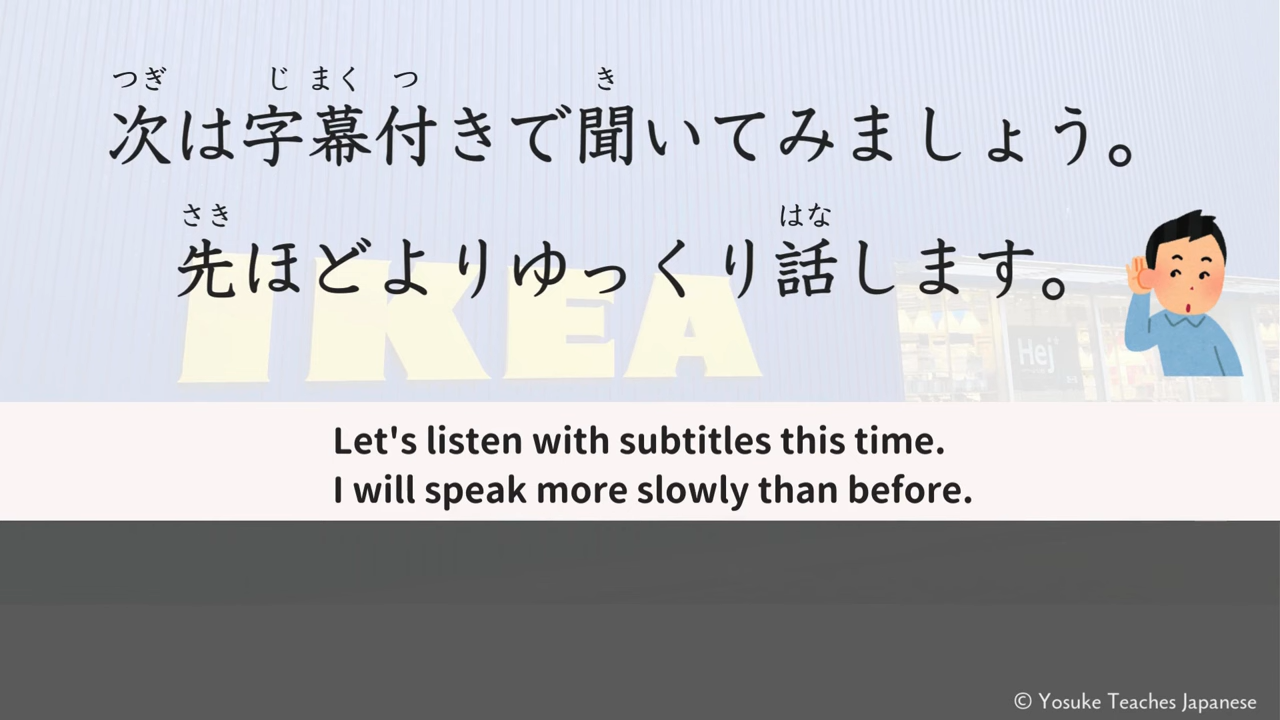 つぎ じ まく つ き
次は字幕付きで聞いてみましょう。
さき はな
先ほどよりゆっくり話します。
IKEA
Hej
Let's listen with subtitles this time.
I will speak more slowly than before.
© Yosuke Teaches Japanese